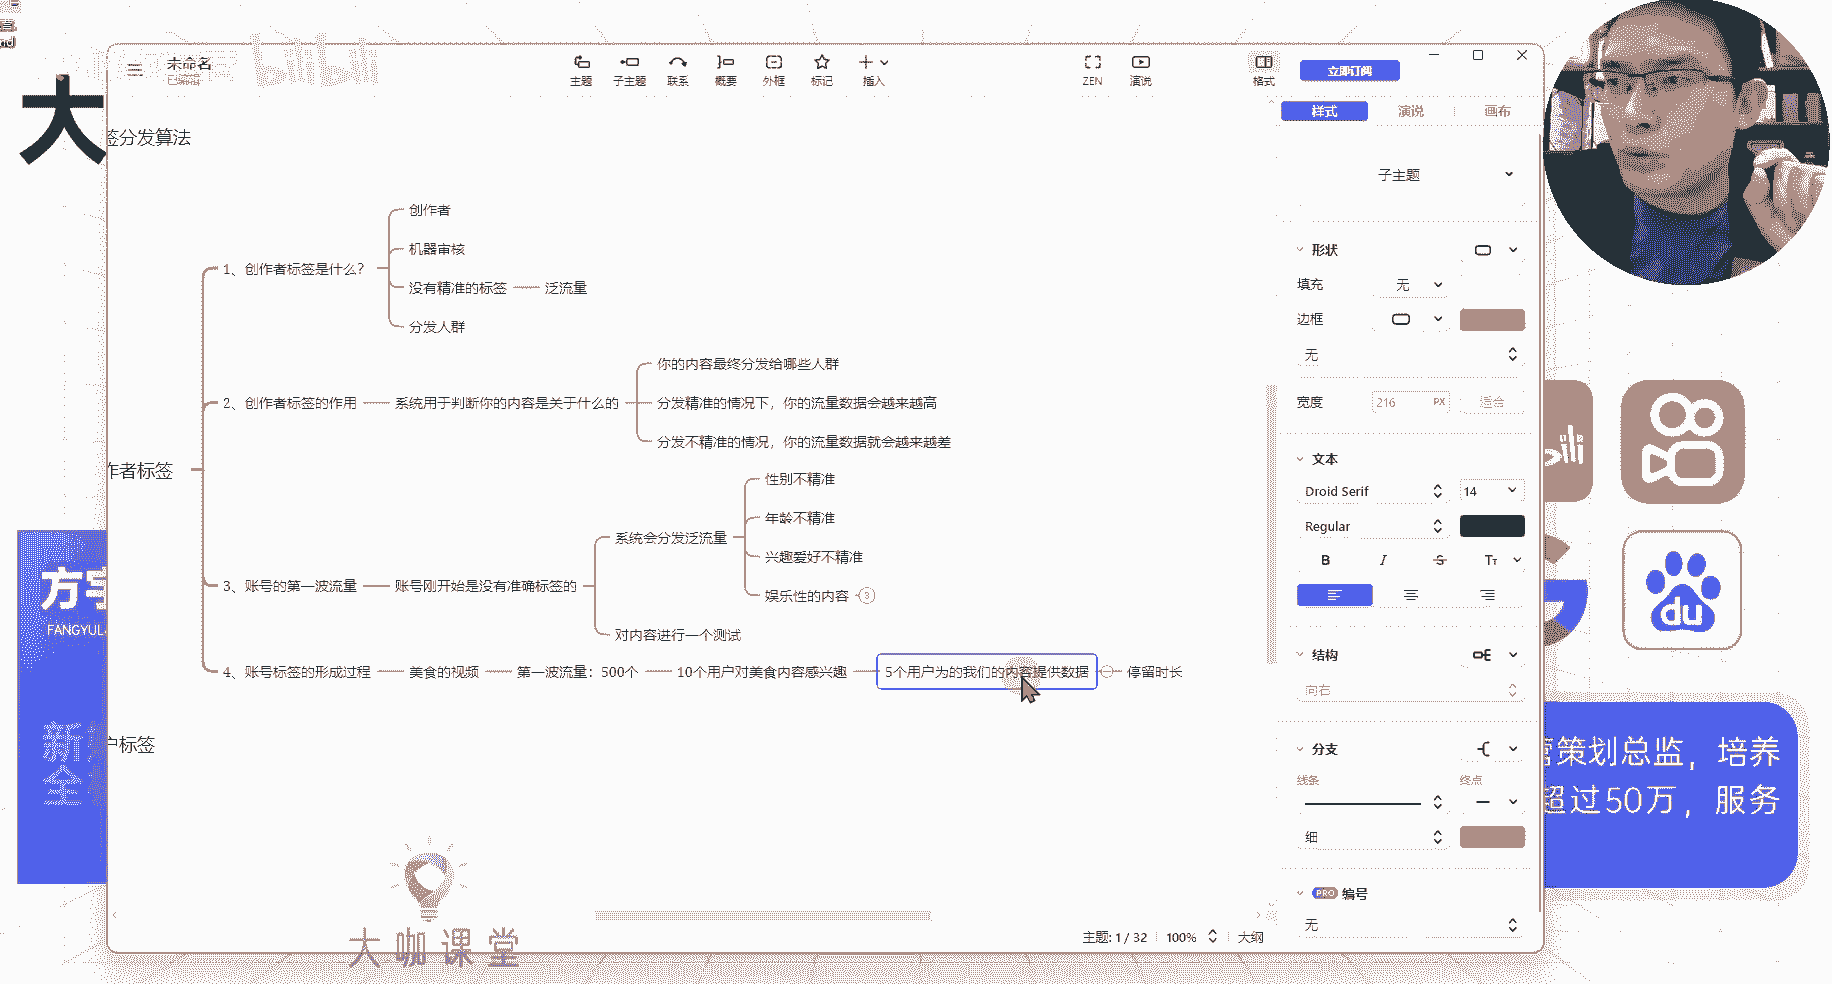 未命名
已编辑
bilibili
主题
子主题
联系
概要
外框
标记
插入
ZEN
演说
格式
立即订阅
大
签分发算法
样式
演说
画布
子主题
创作者
机器审核
1、创作者标签是什么？
没有精准的标签
泛流量
分发人群
形状
填充
无
边框
无
你的内容最终分发给哪些人群
2、创作者标签的作用
系统用于判断你的内容是关于什么的
分发精准的情况下，你的流量数据会越来越高
分发不精准的情况，你的流量数据就会越来越差
宽度
216
PX
适合
作者标签
性别不精准
年龄不精准
系统会分发泛流量
兴趣爱好不精准
3、账号的第一波流量
账号刚开始是没有准确标签的
娱乐性的内容
3
对内容进行一个测试
文本
Droid Serif
14
Regular
B
I
S
TT
4、账号标签的形成过程
美食的视频
第一波流量：500个
10个用户对美食内容感兴趣
5个用户为的我们的内容提供数据
停留时长
结构
向右
户标签
分支
线条
终点
细
PRO
编号
无
主题: 1 / 32
100%
大纲
大咖课堂
方宇
FANGYUL
新
全
bili
du
营策划总监，培养
超过50万，服务